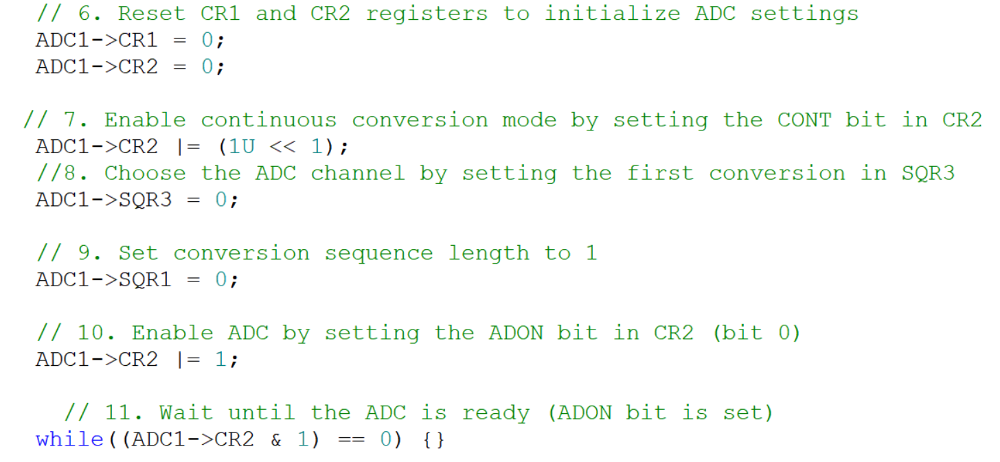 // 6. Reset CR1 and CR2 registers to initialize ADC settings
ADC1->CR1 = 0;
ADC1->CR2 = 0;
// 7. Enable continuous conversion mode by setting the CONT bit in CR2
ADC1->CR2 |= (1U << 1);
//8. Choose the ADC channel by setting the first conversion in SQR3
ADC1->SQR3 = 0;
// 9. Set conversion sequence length to 1
ADC1->SQR1 = 0;
// 10. Enable ADC by setting the ADON bit in CR2 (bit 0)
ADC1->CR2 |= 1;
// 11. Wait until the ADC is ready (ADON bit is set)
while((ADC1->CR2 & 1) == 0) {}